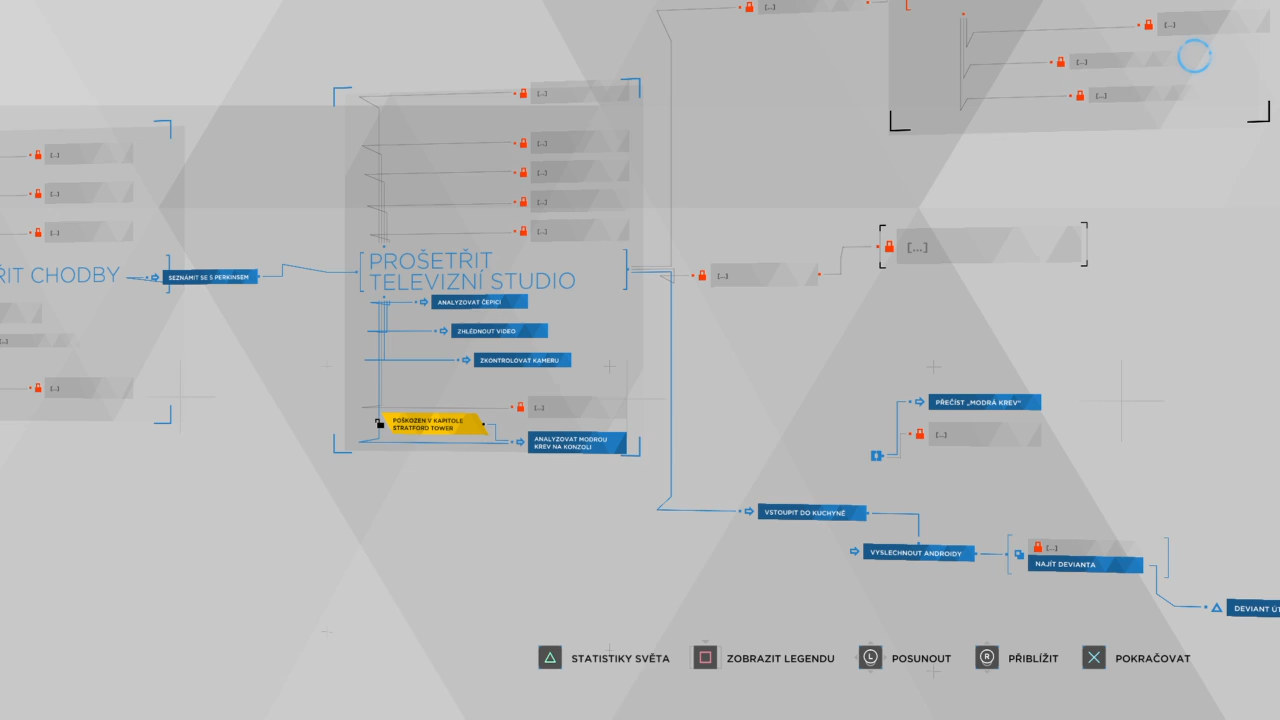 [...]
[...]
[...]
[...]
[...]
[...]
[...]
[...]
[...]
[...]
[...]
[...]
ŘIT CHODBY
SEZNÁMIT SE S PERKINSEM
PROŠETŘIT
TELEVIZNÍ STUDIO
[...]
[...]
ANALYZOVAT ČEPICI
ZHLÉDNOUT VIDEO
ZKONTROLOVAT KAMERU
[...]
[...]
[...]
POŠKOZEN V KAPITOLE
STRATFORD TOWER
ANALYZOVAT MODROU
KREV NA KONZOLI
PŘEČÍST „MODRÁ KREV"
[...]
VSTOUPIT DO KUCHYNĚ
VYSLECHNOUT ANDROIDY
[...]
NAJÍT DEVIANTA
DEVIANT ÚT
STATISTIKY SVĚTA
ZOBRAZIT LEGENDU
L
POSUNOUT
R
PŘIBLÍŽIT
POKRAČOVAT